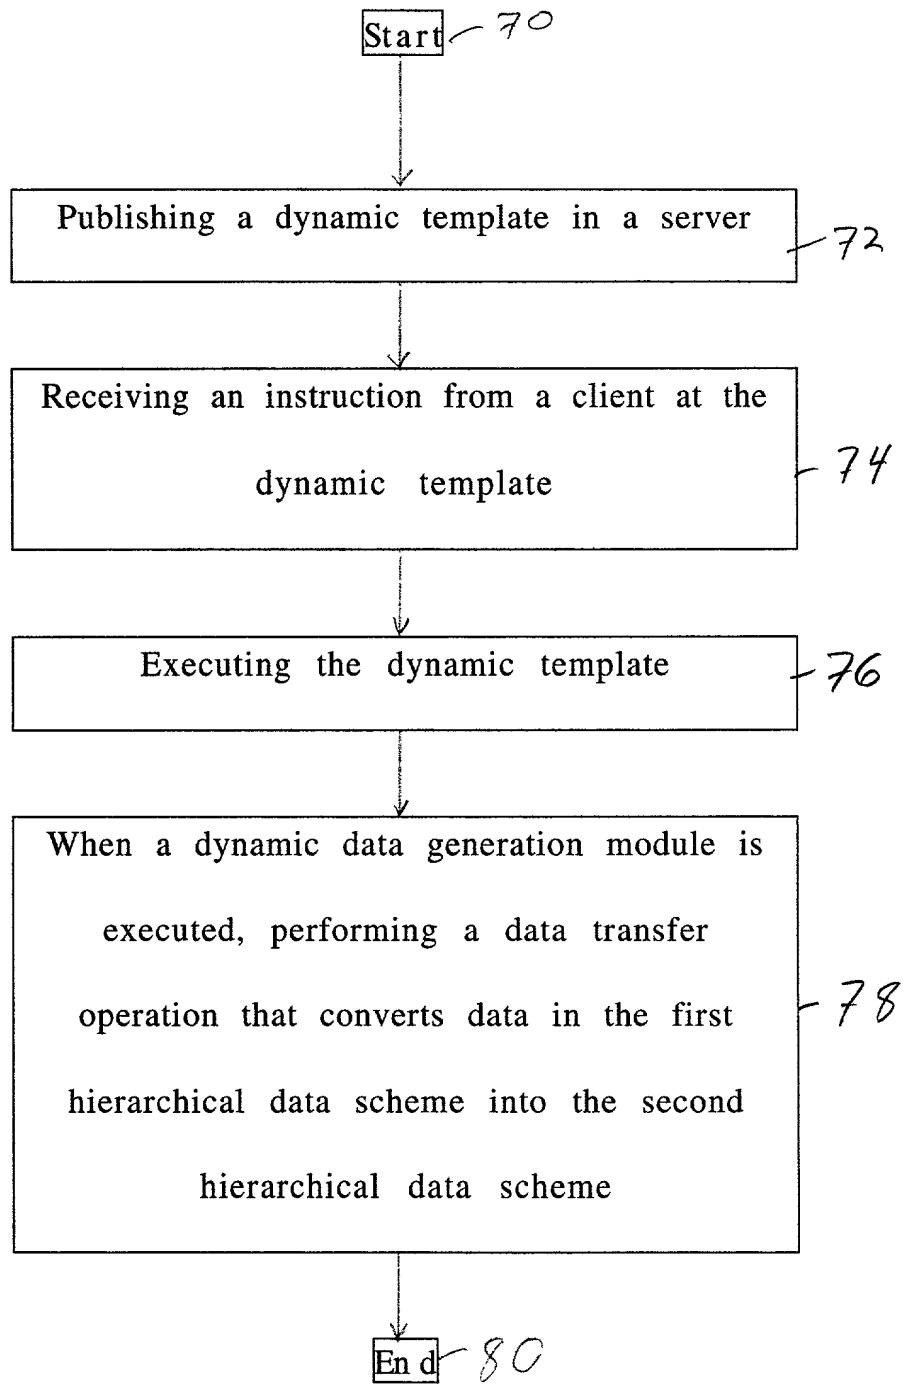 Start 70
Publishing a dynamic template in a server
72
Receiving an instruction from a client at the
dynamic template
74
Executing the dynamic template
76
When a dynamic data generation module is
executed, performing a data transfer
operation that converts data in the first
78
hierarchical data scheme into the second
hierarchical data scheme
End 80